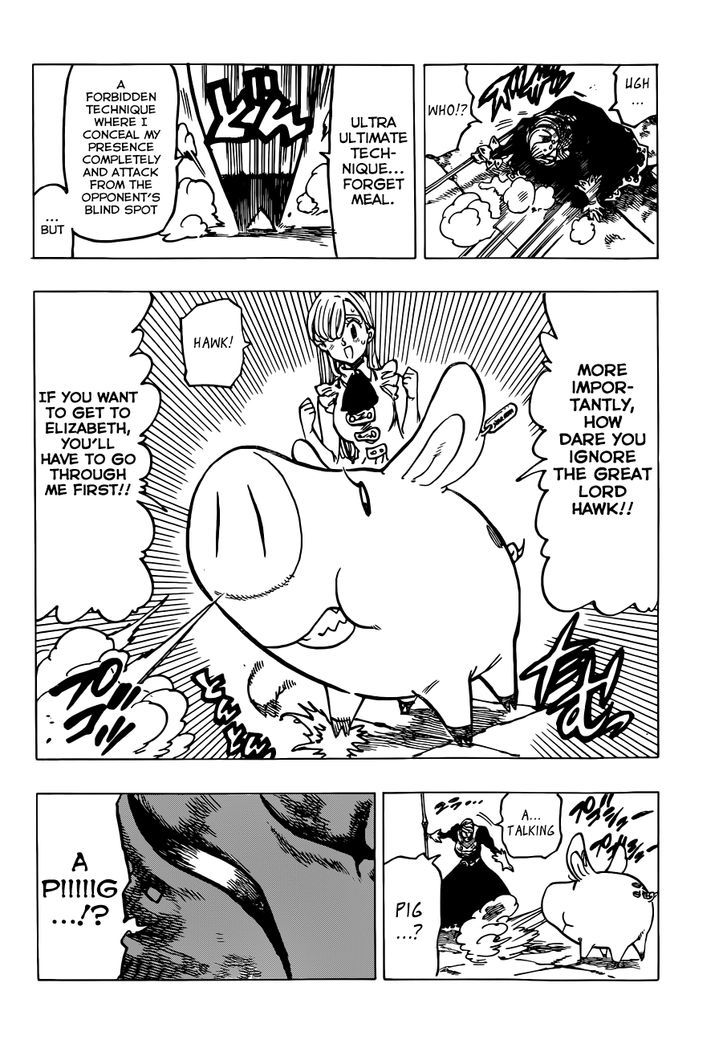 UGH
...
WHO!?
ULTRA
ULTIMATE
TECH-
NIQUE...
FORGET
MEAL.
A
FORBIDDEN
TECHNIQUE
WHERE I
CONCEAL MY
PRESENCE
COMPLETELY
AND ATTACK
FROM THE
OPPONENT'S
BLIND SPOT
...
BUT
MORE
IMPOR-
TANTLY,
HOW
DARE YOU
IGNORE
THE GREAT
LORD
HAWK!!
HAWK!
IF YOU WANT
TO GET TO
ELIZABETH,
YOU'LL
HAVE TO GO
THROUGH
ME FIRST!!
A...
TALKING
PIG
...?
A
PIIIIIG
...!?